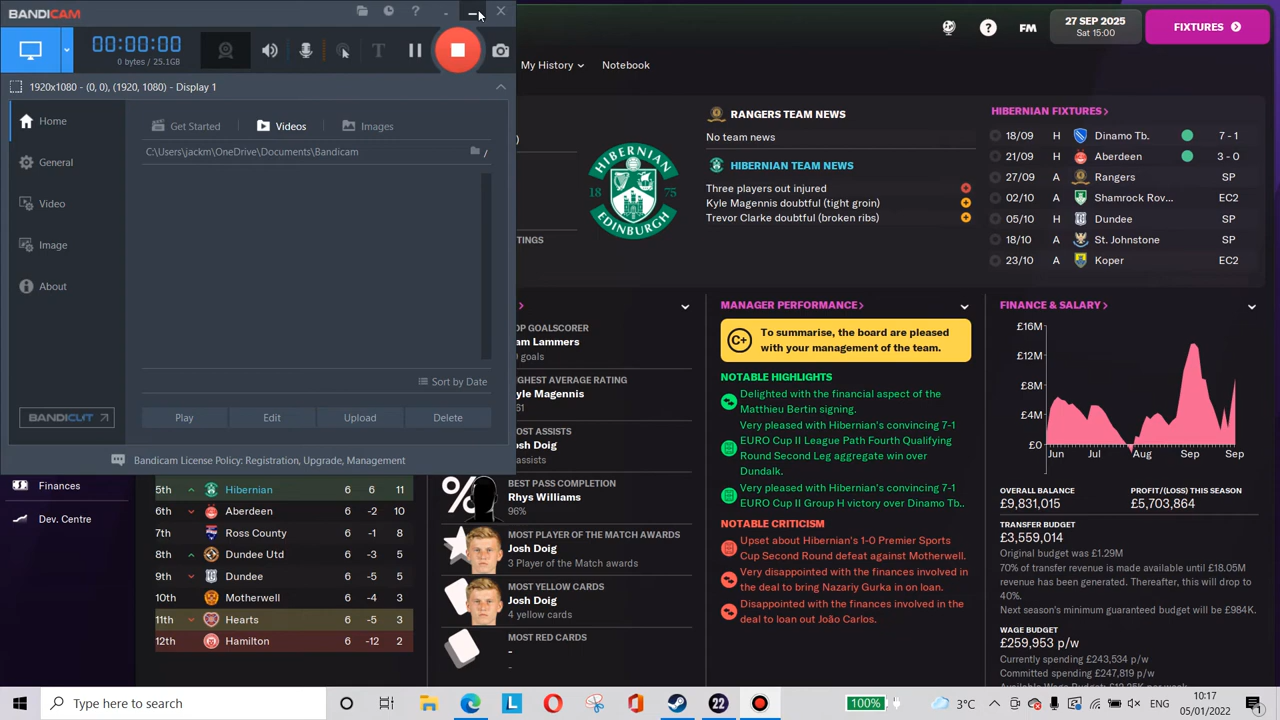 BANDICAM
00:00:00
0 bytes / 25.1GB
T
1920x1080 - (0, 0), (1920, 1080) - Display 1
Home
General
Video
Image
About
Get Started
Videos
Images
C:\Users\jackm\OneDrive\Documents\Bandicam
/
Sort by Date
BANDICUT
Play
Edit
Upload
Delete
Bandicam License Policy: Registration, Upgrade, Management
My History
Notebook
? FM
27 SEP 2025
Sat 15:00
FIXTURES
HIBERNIAN
18 75
EDINBURGH
RANGERS TEAM NEWS
No team news
HIBERNIAN TEAM NEWS
Three players out injured
Kyle Magennis doubtful (tight groin)
Trevor Clarke doubtful (broken ribs)
HIBERNIAN FIXTURES
18/09 H Dinamo Tb. 7 - 1
21/09 H Aberdeen 3 - 0
27/09 A Rangers SP
02/10 A Shamrock Rov... EC2
05/10 H Dundee SP
18/10 A St. Johnstone SP
23/10 A Koper EC2
Finances
Dev. Centre
5th Hibernian 6 6 11
6th Aberdeen 6 -2 10
7th Ross County 6 -1 8
8th Dundee Utd 6 -3 5
9th Dundee 6 -5 5
10th Motherwell 6 -4 3
11th Hearts 6 -5 3
12th Hamilton 6 -12 2
BEST PASS COMPLETION
Rhys Williams
96%
MOST PLAYER OF THE MATCH AWARDS
Josh Doig
3 Player of the Match awards
MOST YELLOW CARDS
Josh Doig
4 yellow cards
MOST RED CARDS
-
-
MANAGER PERFORMANCE
C+
To summarise, the board are pleased
with your management of the team.
NOTABLE HIGHLIGHTS
Delighted with the financial aspect of the
Matthieu Bertin signing.
Very pleased with Hibernian's convincing 7-1
EURO Cup II League Path Fourth Qualifying
Round Second Leg aggregate win over
Dundalk.
Very pleased with Hibernian's convincing 7-1
EURO Cup II Group H victory over Dinamo Tb..
NOTABLE CRITICISM
Upset about Hibernian's 1-0 Premier Sports
Cup Second Round defeat against Motherwell.
Very disappointed with the finances involved in
the deal to bring Nazariy Gurka in on loan.
Disappointed with the finances involved in the
deal to loan out João Carlos.
FINANCE & SALARY
£16M
£12M
£8M
£4M
£0
Jun Jul Aug Sep Sep
OVERALL BALANCE
£9,831,015
PROFIT/(LOSS) THIS SEASON
£5,703,864
TRANSFER BUDGET
£3,559,014
Original budget was £1.29M
70% of transfer revenue is made available until £18.05M
revenue has been generated. Thereafter, this will drop to
40%.
Next season's minimum guaranteed budget will be £984K.
WAGE BUDGET
£259,953 p/w
Currently spending £243,534 p/w
Committed spending £247,819 p/w
Type here to search
22
100%
3°C
10:17
05/01/2022